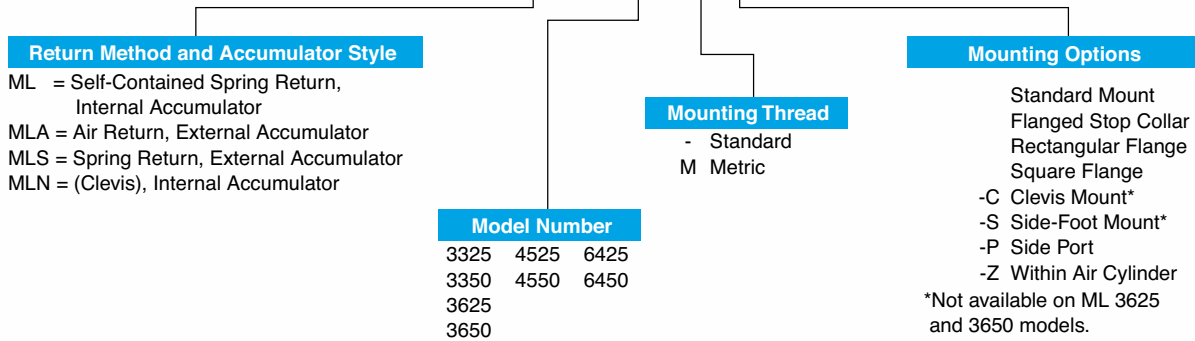 Return Method and Accumulator Style
ML = Self-Contained Spring Return,
Internal Accumulator
MLA = Air Return, External Accumulator
MLS = Spring Return, External Accumulator
MLN = (Clevis), Internal Accumulator
Model Number
3325 4525 6425
3350 4550 6450
3625
3650
Mounting Thread
- Standard
M Metric
Mounting Options
Standard Mount
Flanged Stop Collar
Rectangular Flange
Square Flange
-C Clevis Mount*
-S Side-Foot Mount*
-P Side Port
-Z Within Air Cylinder
*Not available on ML 3625
and 3650 models.